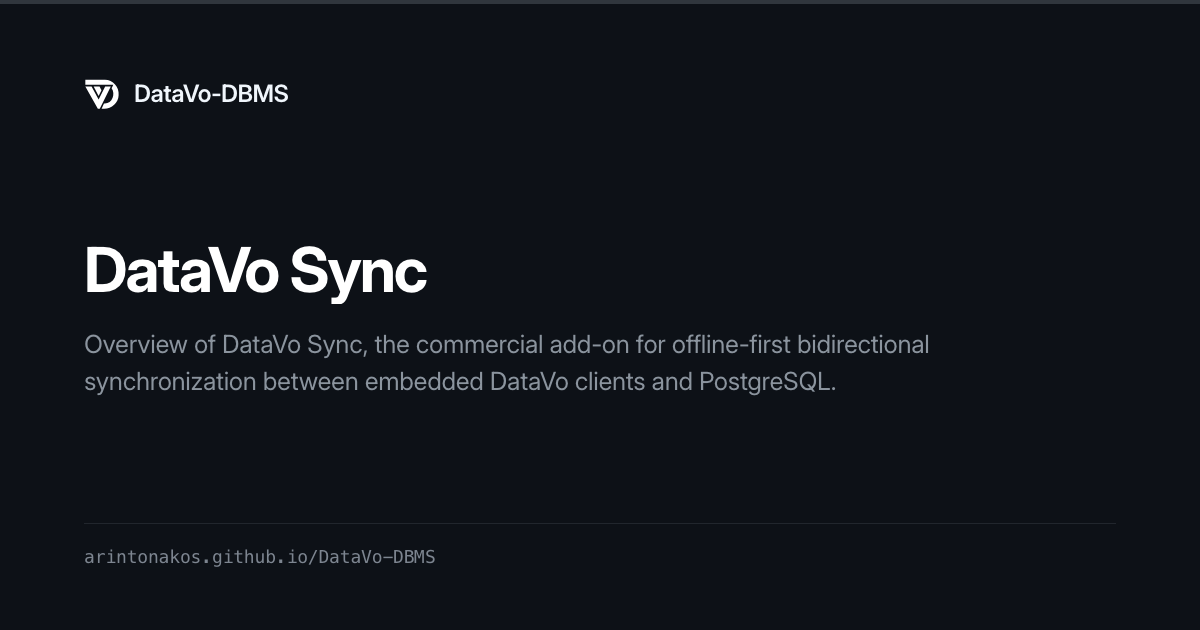 DataVo-DBMS
DataVo Sync
Overview of DataVo Sync, the commercial add-on for offline-first bidirectional
synchronization between embedded DataVo clients and PostgreSQL.
arintonakos.github.io/DataVo-DBMS